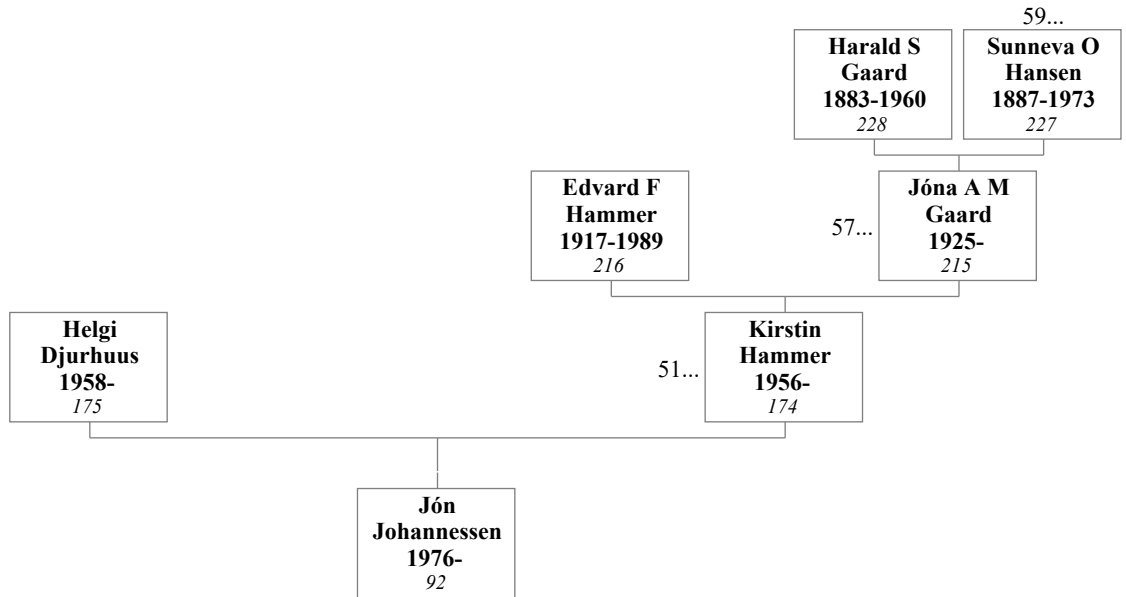 59...
Harald S
Gaard
1883-1960
228
Sunneva O
Hansen
1887-1973
227
Edvard F
Hammer
1917-1989
216
57...
Jóna A M
Gaard
1925-
215
Helgi
Djurhuus
1958-
175
51...
Kirstin
Hammer
1956-
174
Jón
Johannessen
1976-
92